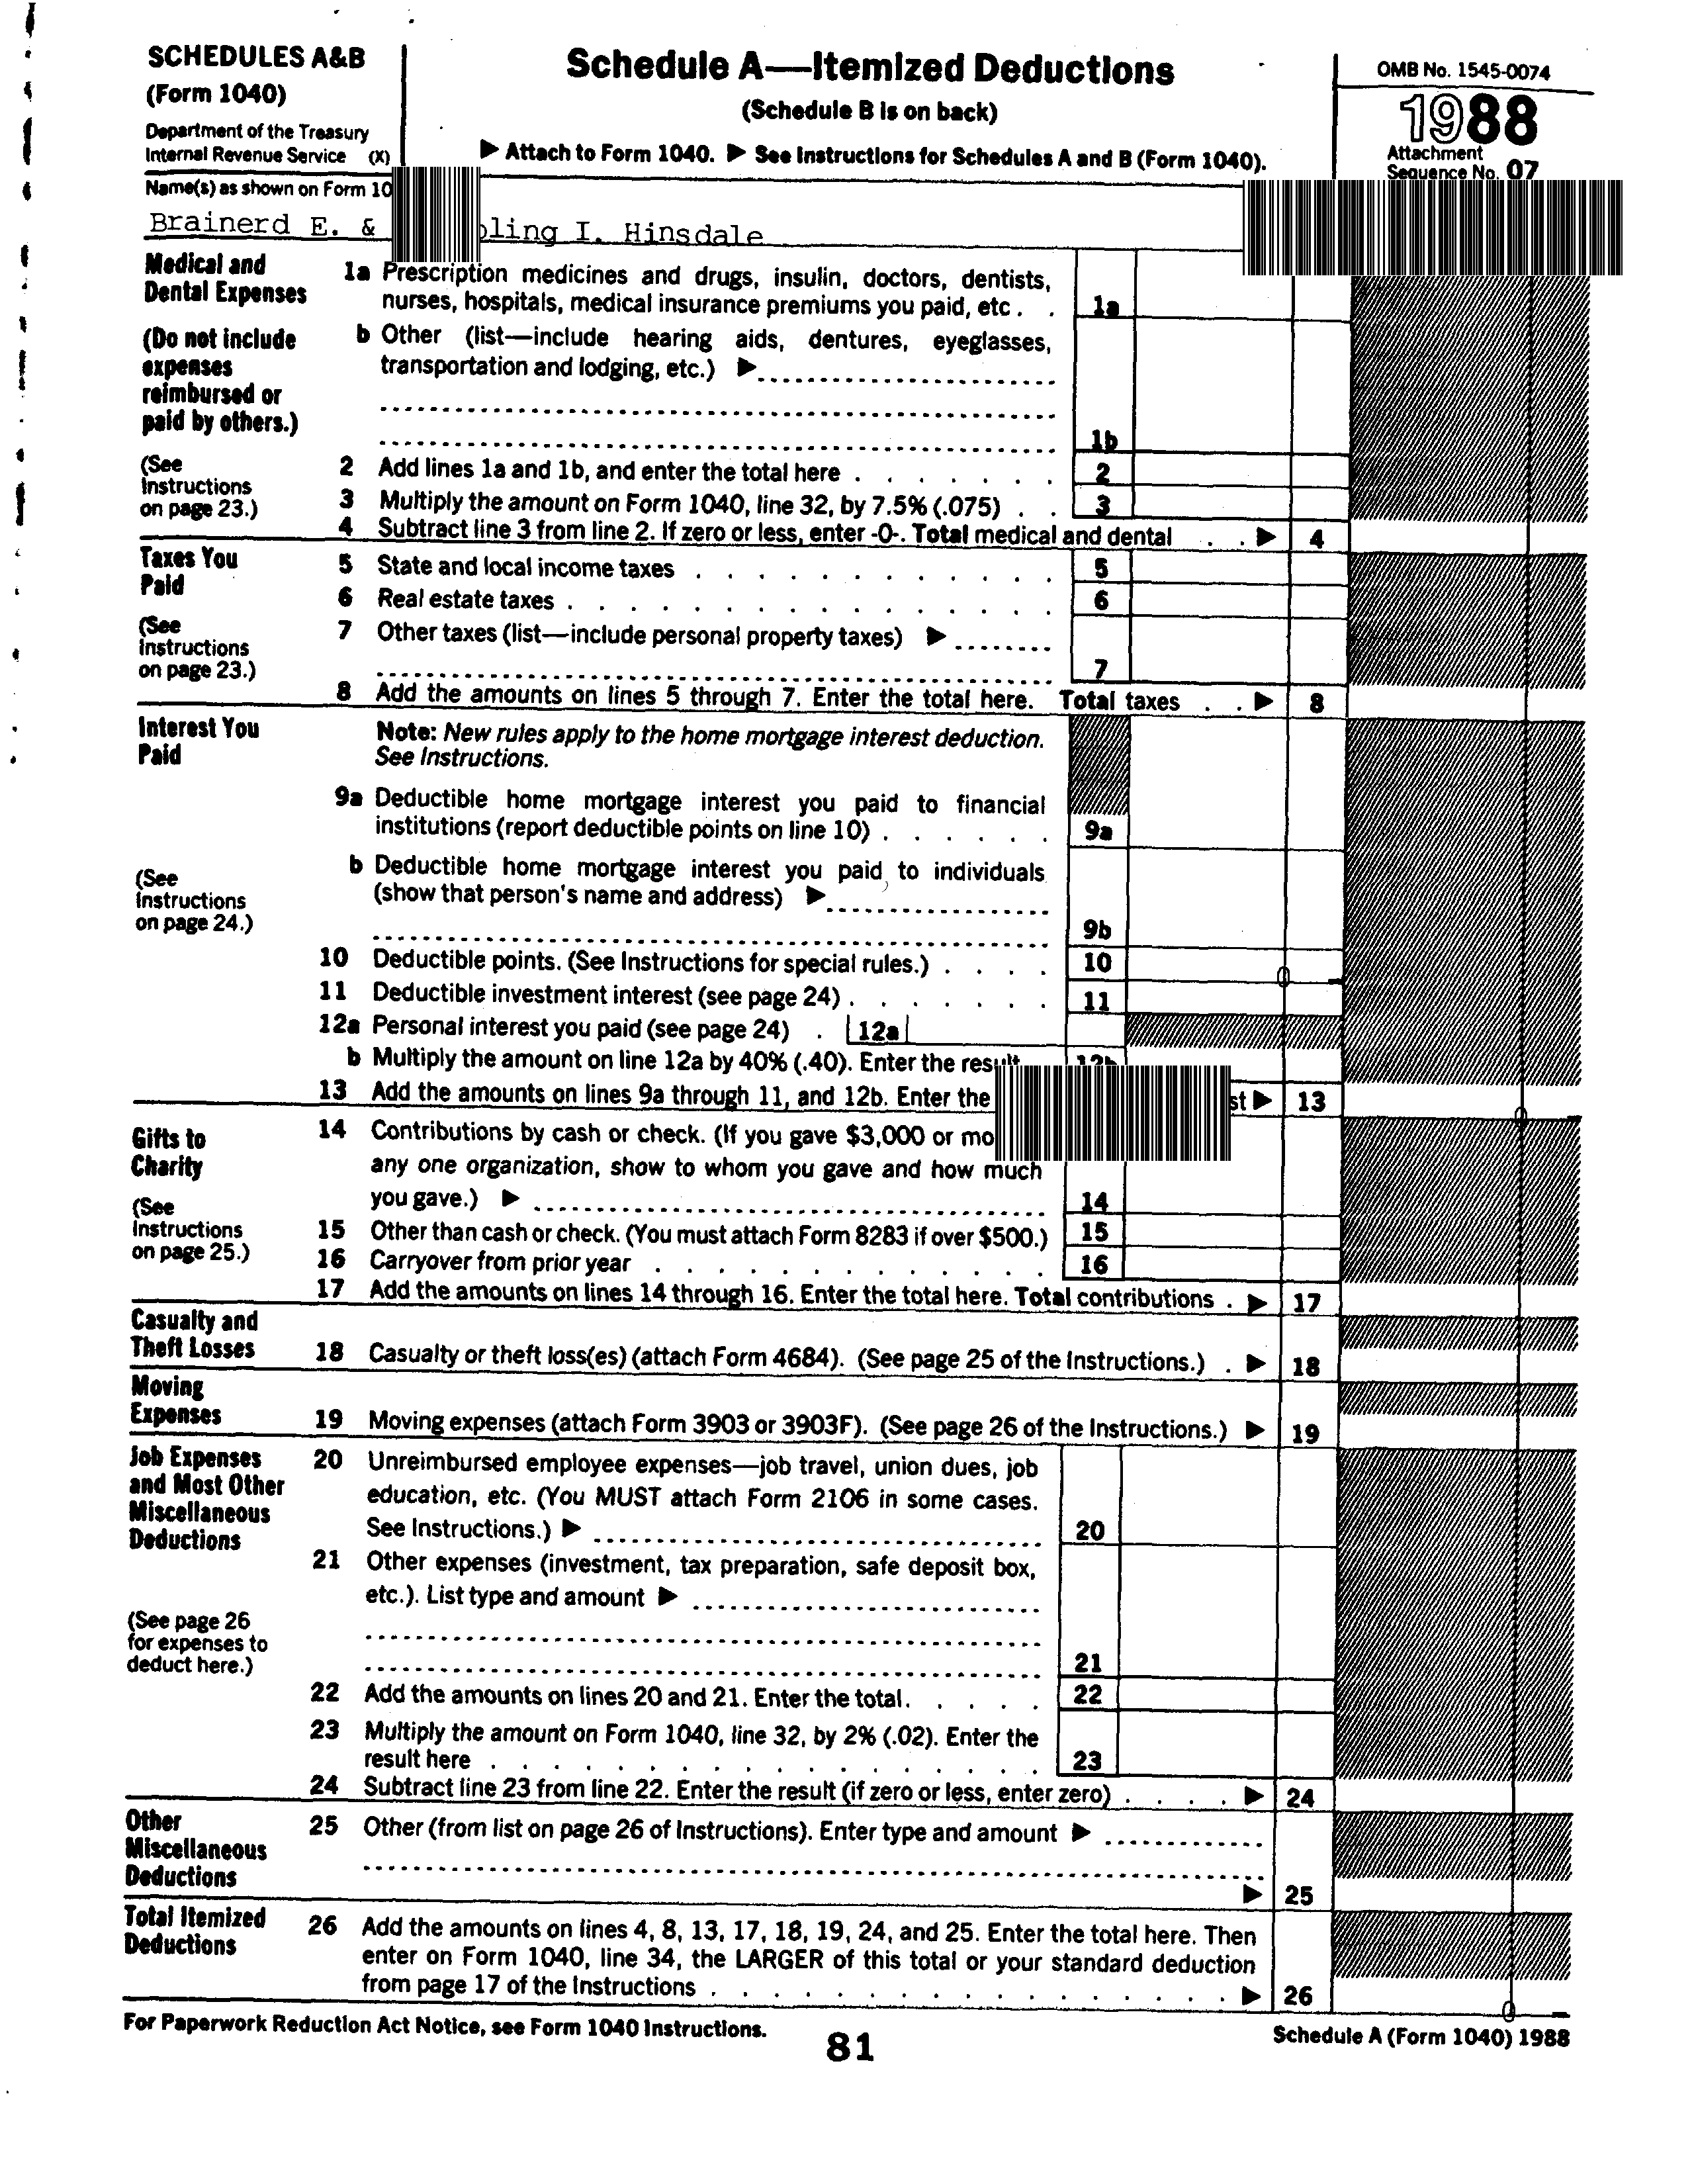 SCHEDULES A&B
(Form 1040)
Department of the Treasury
Internal Revenue Service (X)
Schedule A—Itemized Deductions
(Schedule B is on back)
▶ Attach to Form 1040. ▶ See Instructions for Schedules A and B (Form 1040).
OMB No. 1545-0074
1988
Attachment
Sequence No. 07
Name(s) as shown on Form 10
Brainerd E. & I. Hinsdale
Medical and
Dental Expenses
(Do not include
expenses
reimbursed or
paid by others.)
(See
Instructions
on page 23.)
1a Prescription medicines and drugs, insulin, doctors, dentists,
nurses, hospitals, medical insurance premiums you paid, etc . . 1a
b Other (list—include hearing aids, dentures, eyeglasses,
transportation and lodging, etc.) ▶
1b
2 Add lines 1a and 1b, and enter the total here . . . . . . . 2
3 Multiply the amount on Form 1040, line 32, by 7.5% (.075) . . 3
4 Subtract line 3 from line 2. If zero or less, enter -0-. Total medical and dental . . ▶ 4
Taxes You
Paid
(See
Instructions
on page 23.)
5 State and local income taxes . . . . . . . . . . . . 5
6 Real estate taxes . . . . . . . . . . . . . . . . 6
7 Other taxes (list—include personal property taxes) ▶
7
8 Add the amounts on lines 5 through 7. Enter the total here. Total taxes . . ▶ 8
Interest You
Paid
(See
Instructions
on page 24.)
Note: New rules apply to the home mortgage interest deduction.
See Instructions.
9a Deductible home mortgage interest you paid to financial
institutions (report deductible points on line 10) . . . . . . 9a
b Deductible home mortgage interest you paid to individuals
(show that person's name and address) ▶
9b
10 Deductible points. (See Instructions for special rules.) . . . . 10
11 Deductible investment interest (see page 24) . . . . . . . 11 0 -
12a Personal interest you paid (see page 24) . 12a
b Multiply the amount on line 12a by 40% (.40). Enter the result 12b
13 Add the amounts on lines 9a through 11, and 12b. Enter the ▶ 13 0 -
Gifts to
Charity
(See
Instructions
on page 25.)
14 Contributions by cash or check. (If you gave $3,000 or
any one organization, show to whom you gave and how much
you gave.) ▶ 14
15 Other than cash or check. (You must attach Form 8283 if over $500.) 15
16 Carryover from prior year . . . . . . . . . . . . . 16
17 Add the amounts on lines 14 through 16. Enter the total here. Total contributions . ▶ 17
Casualty and
Theft Losses
18 Casualty or theft loss(es) (attach Form 4684). (See page 25 of the Instructions.) . ▶ 18
Moving
Expenses
19 Moving expenses (attach Form 3903 or 3903F). (See page 26 of the Instructions.) ▶ 19
Job Expenses
and Most Other
Miscellaneous
Deductions
(See page 26
for expenses to
deduct here.)
20 Unreimbursed employee expenses—job travel, union dues, job
education, etc. (You MUST attach Form 2106 in some cases.
See Instructions.) ▶ 20
21 Other expenses (investment, tax preparation, safe deposit box,
etc.). List type and amount ▶
21
22 Add the amounts on lines 20 and 21. Enter the total. . . . . 22
23 Multiply the amount on Form 1040, line 32, by 2% (.02). Enter the
result here . . . . . . . . . . . . . . . . . . 23
24 Subtract line 23 from line 22. Enter the result (if zero or less, enter zero) . . . . ▶ 24
Other
Miscellaneous
Deductions
25 Other (from list on page 26 of Instructions). Enter type and amount ▶
▶ 25
Total Itemized
Deductions
26 Add the amounts on lines 4, 8, 13, 17, 18, 19, 24, and 25. Enter the total here. Then
enter on Form 1040, line 34, the LARGER of this total or your standard deduction
from page 17 of the Instructions . . . . . . . . . . . . . . . . . ▶ 26 0 -
For Paperwork Reduction Act Notice, see Form 1040 Instructions.
81
Schedule A (Form 1040) 1988